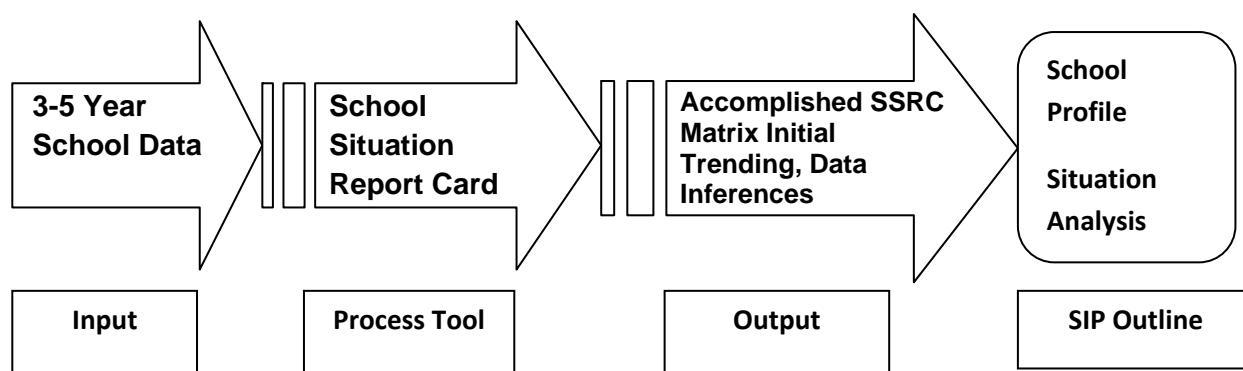 3-5 Year
School Data
School
Situation
Report Card
Accomplished SSRC
Matrix Initial
Trending, Data
Inferences
School
Profile
Situation
Analysis
Input
Process Tool
Output
SIP Outline